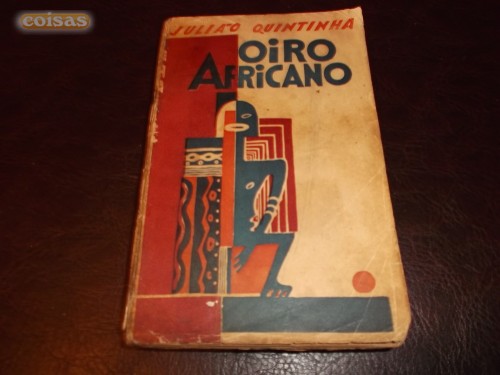 coisas
JULIÃO QUINTINHA
OIRO
AFRICANO